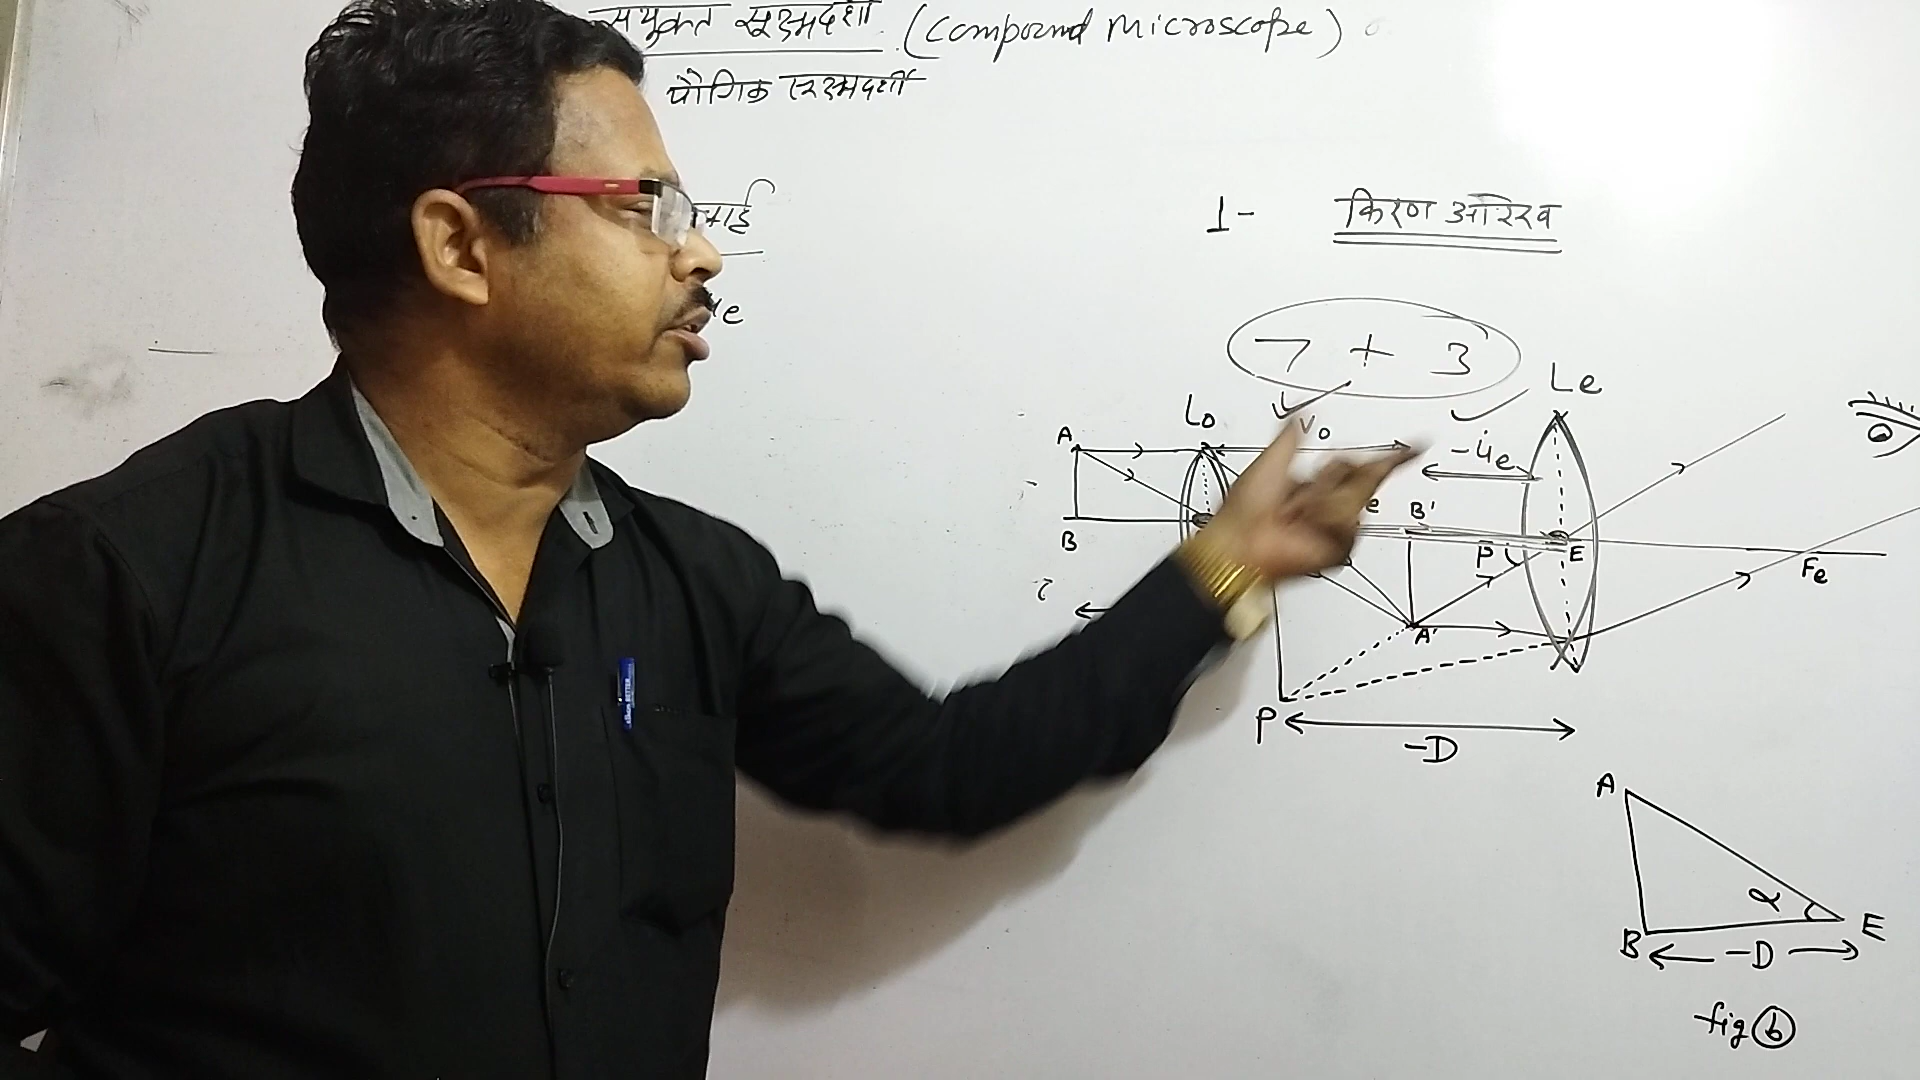 संयुक्त सूक्ष्मदर्शी (Compound Microscope)
यौगिक सूक्ष्मदर्शी
1- किरण आरेख
7 + 3
Le
Lo
A
vo
-ue
e B'
B
β
E
Fe
A'
P
-D
A
α
B
E
-D
fig b